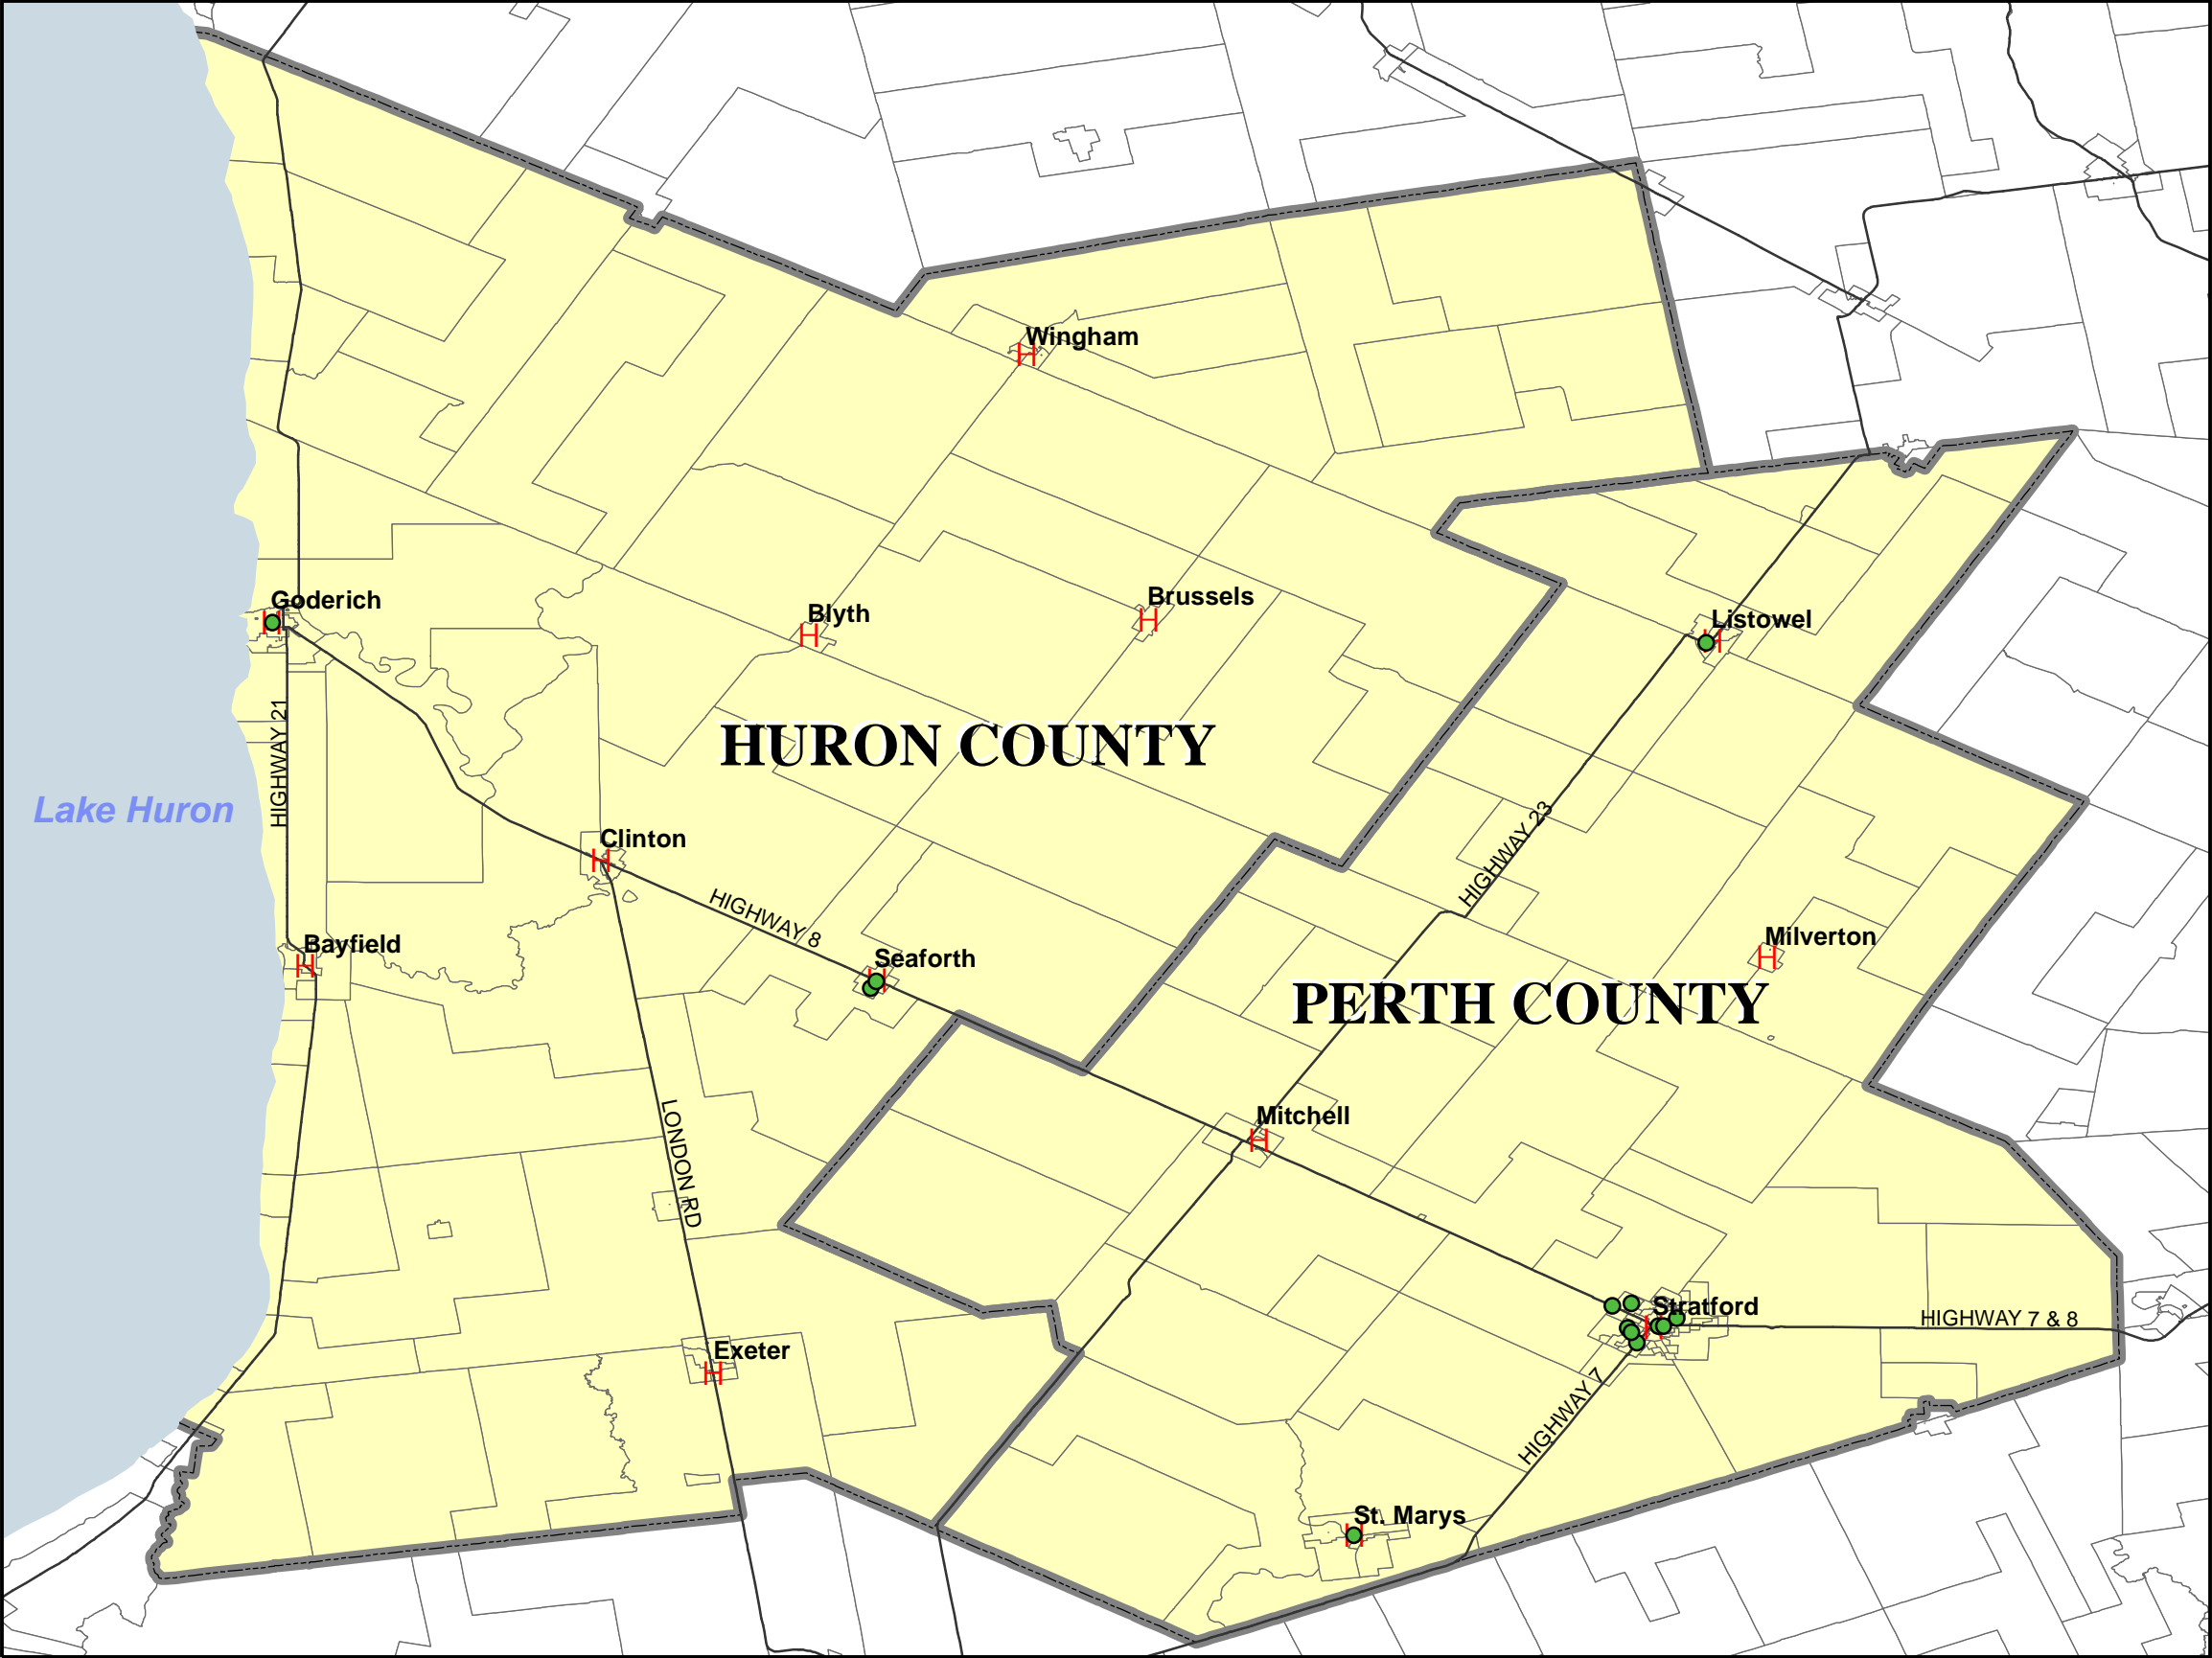 Wingham
H
Goderich
H
Blyth
H
Brussels
H
Listowel
H
HIGHWAY 21
HURON COUNTY
Lake Huron
HIGHWAY 23
Clinton
H
HIGHWAY 8
Bayfield
H
Seaforth
H
Milverton
H
PERTH COUNTY
Mitchell
H
LONDON RD
Stratford
H
HIGHWAY 7 & 8
Exeter
H
HIGHWAY 7
St. Marys
H